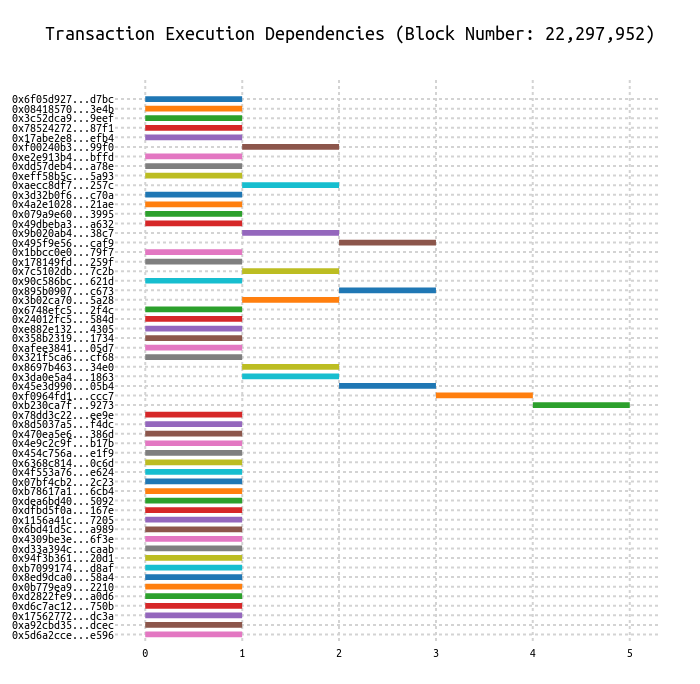 Transaction Execution Dependencies (Block Number: 22,297,952)
0x6f05d927...d7bc
0x08418570...3e4b
0x3c52dca9...9eef
0x78524272...87f1
0x17abe2e8...efb4
0xf00240b3...99f0
0xe2e913b4...bffd
0xdd57deb4...a78e
0xeff58b5c...5a93
0xaecc8df7...257c
0x3d32b0f6...c70a
0x4a2e1028...21ae
0x079a9e60...3995
0x49dbeba3...a632
0x9b020ab4...38c7
0x495f9e56...caf9
0x1bbcc0e0...79f7
0x178149fd...259f
0x7c5102db...7c2b
0x90c586bc...621d
0x895b0907...c673
0x3b02ca70...5a28
0x6748efc5...2f4c
0x24012fc5...584d
0xe882e132...4305
0x358b2319...1734
0xafee3841...05d7
0x321f5ca6...cf68
0x8697b463...34e0
0x3da0e5a4...1863
0x45e3d990...05b4
0xf0964fd1...ccc7
0xb230ca7f...9273
0x78dd3c22...ee9e
0x8d5037a5...f4dc
0x470ea5e6...386d
0x4e9c2c9f...b17b
0x454c756a...e1f9
0x6368c814...0c6d
0x4f553a76...e624
0x07bf4cb2...2c23
0xb78617a1...6cb4
0xdea6bd40...5092
0xdfbd5f0a...167e
0x1156a41c...7205
0x6bd41d5c...a989
0x4309be3e...6f3e
0xd33a394c...caab
0x94f3b361...20d1
0xb7099174...d8af
0x8ed9dca0...58a4
0x0b779ea9...2210
0xd2822fe9...a0d6
0xd6c7ac12...750b
0x17562772...dc3a
0xa92cbd35...dcec
0x5d6a2cce...e596
0 1 2 3 4 5